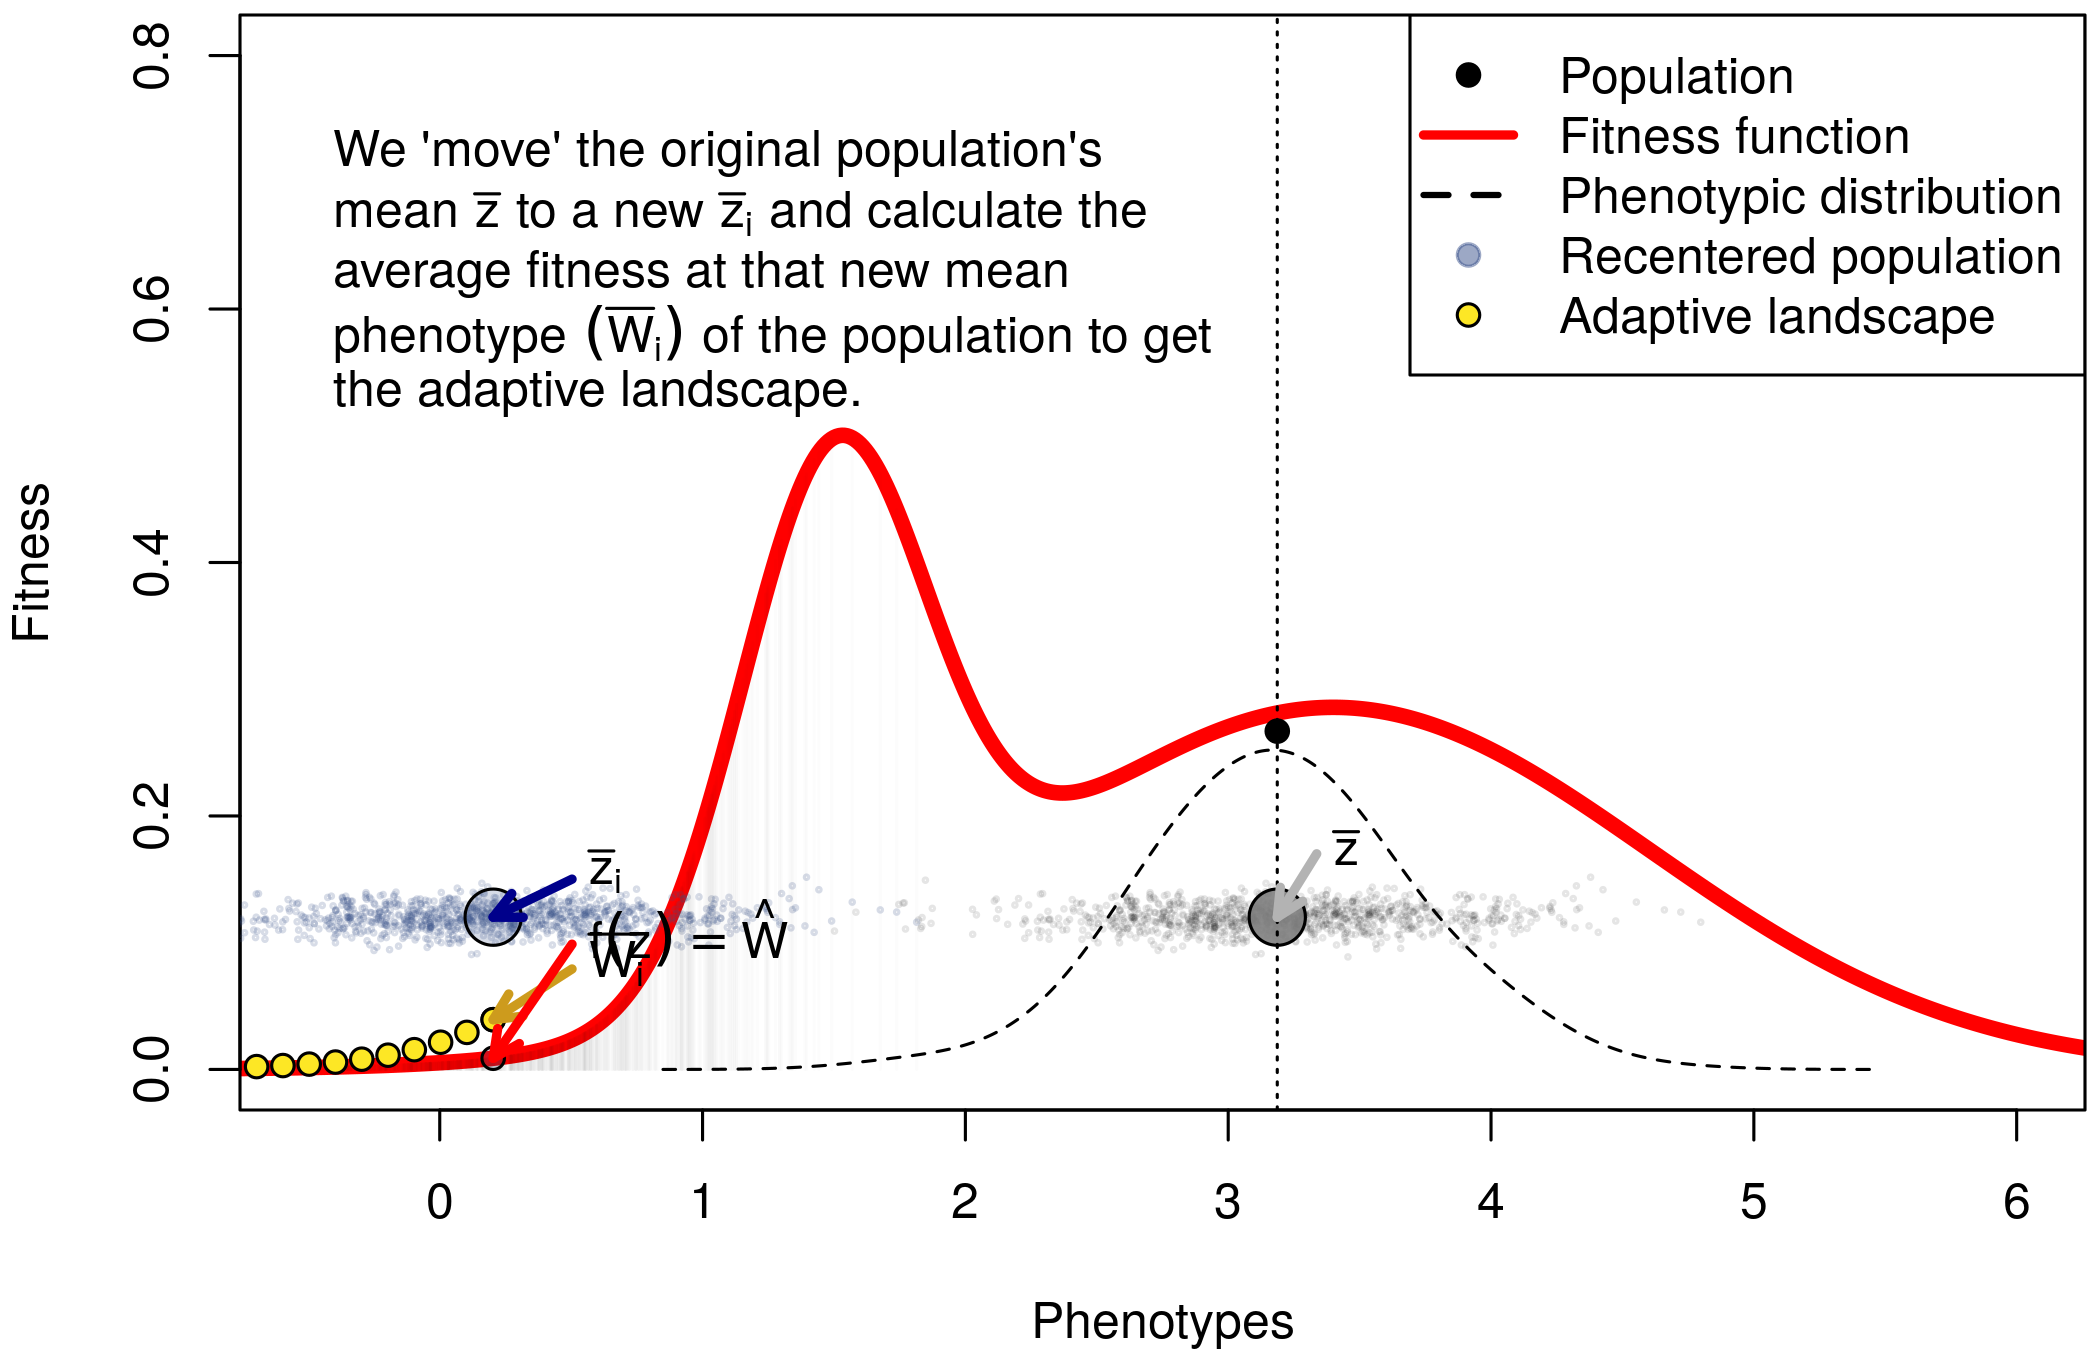 We 'move' the original population's
mean z̅ to a new z̅ᵢ and calculate the
average fitness at that new mean
phenotype (W̅ᵢ) of the population to get
the adaptive landscape.
Population
Fitness function
Phenotypic distribution
Recentered population
Adaptive landscape
Fitness
0.8
0.6
0.4
0.2
0.0
z̅
z̅ᵢ
f(z) = Ŵ
W̅ᵢ
0 1 2 3 4 5 6
Phenotypes